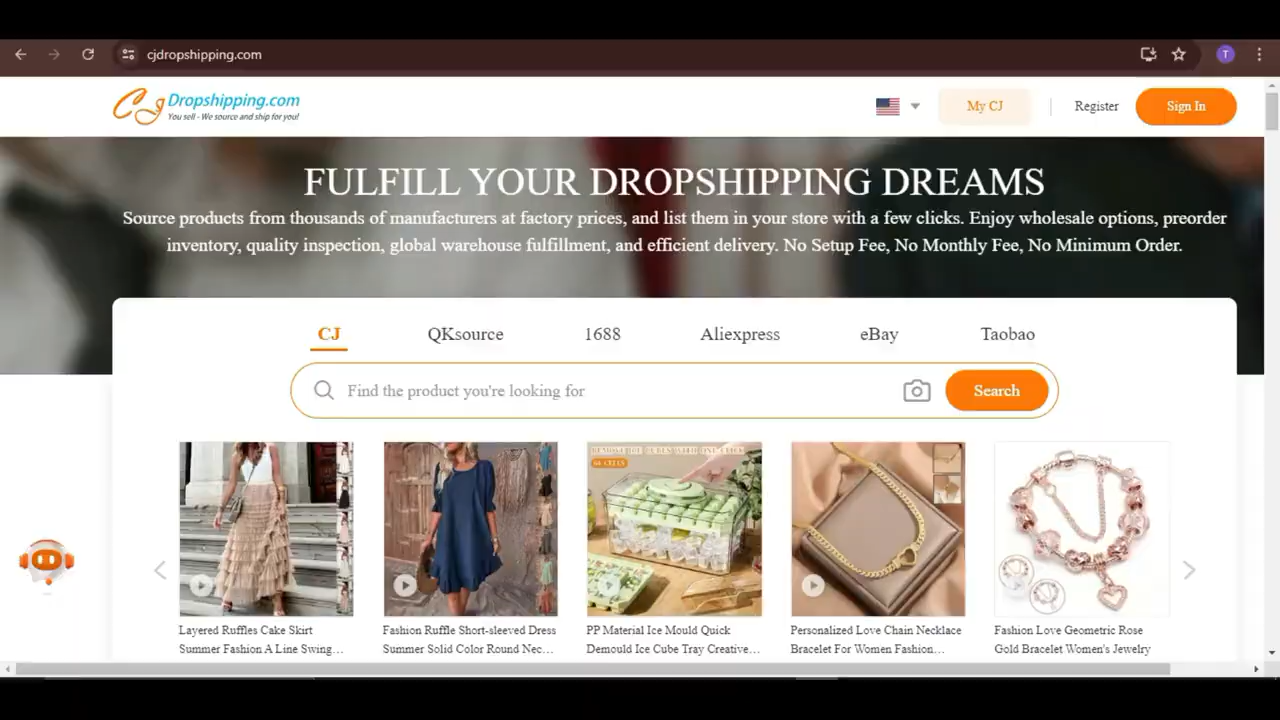 cjdropshipping.com
T
CJ Dropshipping.com
You sell - We source and ship for you!
My CJ
Register
Sign In
FULFILL YOUR DROPSHIPPING DREAMS
Source products from thousands of manufacturers at factory prices, and list them in your store with a few clicks. Enjoy wholesale options, preorder
inventory, quality inspection, global warehouse fulfillment, and efficient delivery. No Setup Fee, No Monthly Fee, No Minimum Order.
CJ
QKsource
1688
Aliexpress
eBay
Taobao
Find the product you're looking for
Search
REMOVE ICE CUBES WITH ONE CLICK
Layered Ruffles Cake Skirt
Summer Fashion A Line Swing…
Fashion Ruffle Short-sleeved Dress
Summer Solid Color Round Nec…
PP Material Ice Mould Quick
Demould Ice Cube Tray Creative…
Personalized Love Chain Necklace
Bracelet For Women Fashion…
Fashion Love Geometric Rose
Gold Bracelet Women's Jewelry